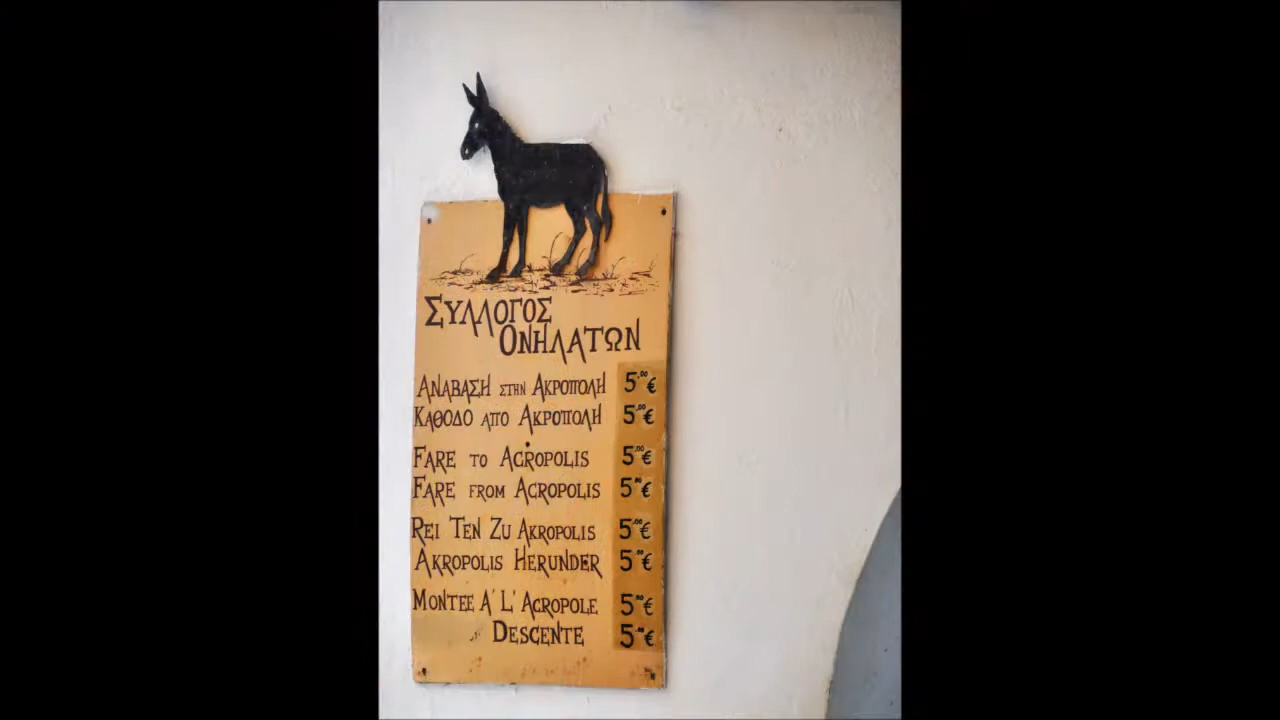 ΣΥΛΛΟΓΟΣ
ΟΝΗΛΑΤΩΝ
ΑΝΑΒΑΣΗ ΣΤΗΝ ΑΚΡΟΠΟΛΗ 5,00€
ΚΑΘΟΔΟ ΑΠΟ ΑΚΡΟΠΟΛΗ 5,00€
FARE TO ACROPOLIS 5,00€
FARE FROM ACROPOLIS 5,00€
REI TEN ZU AKROPOLIS 5,00€
AKROPOLIS HERUNDER 5,00€
MONTEE A' L' ACROPOLE 5,00€
DESCENTE 5,00€